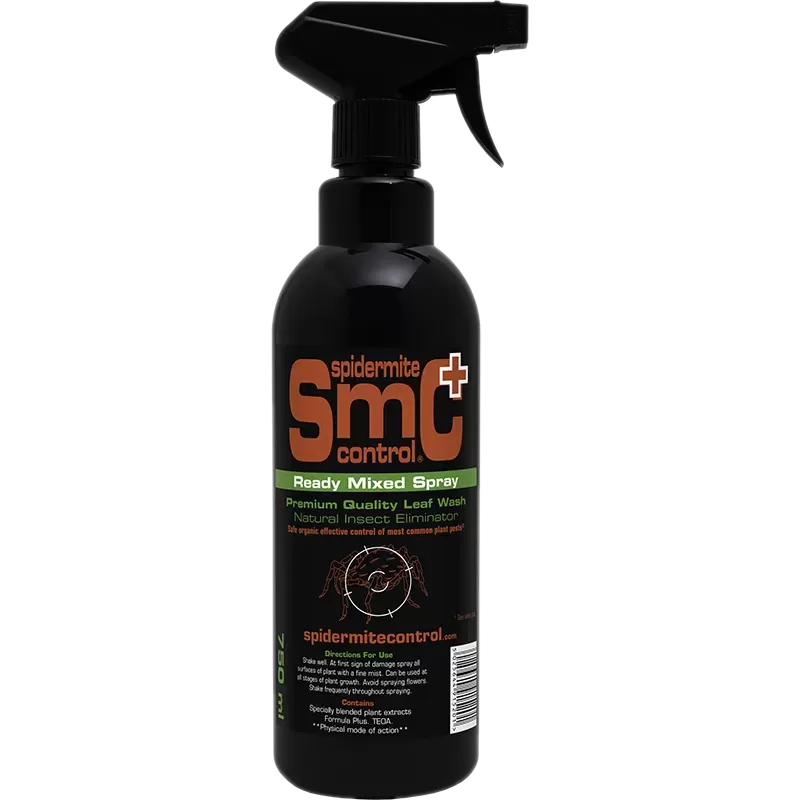 spidermite
SmC+
control®
Ready Mixed Spray
Premium Quality Leaf Wash
Natural Insect Eliminator
Safe organic effective control of most common plant pests
spidermitecontrol.com
Directions For Use
Shake well. At first sign of damage spray all
surfaces of plant with a fine mist. Can be used at
all stages of plant growth. Avoid spraying flowers.
Shake frequently throughout spraying.
Contains
Specially blended plant extracts
Formula Plus. TEOA.
**Physical mode of action**
750 ml